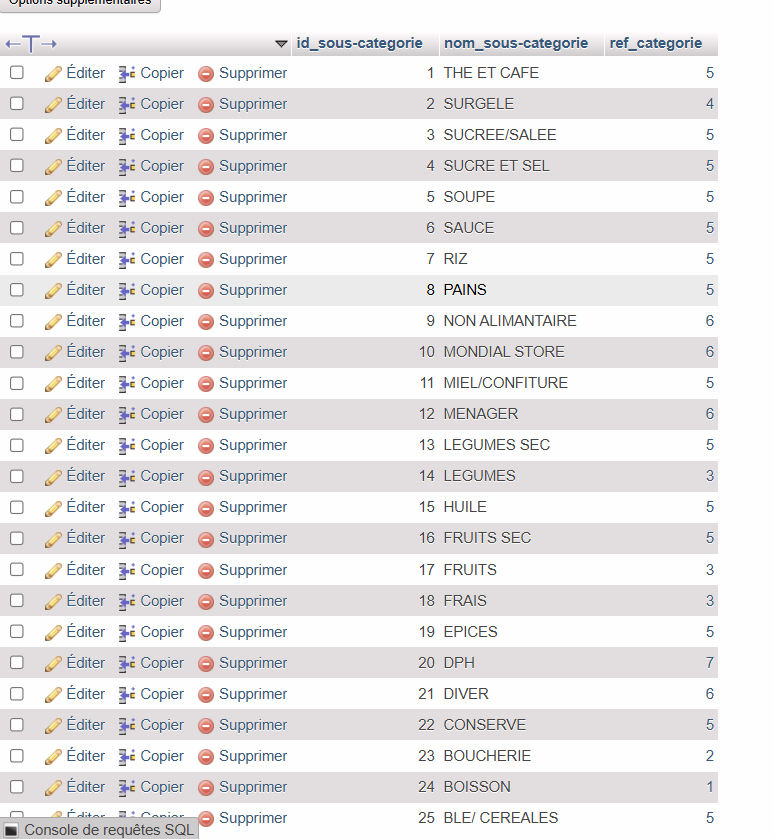 Options supplémentaires
←T→ id_sous-categorie nom_sous-categorie ref_categorie
Éditer Copier Supprimer 1 THE ET CAFE 5
Éditer Copier Supprimer 2 SURGELE 4
Éditer Copier Supprimer 3 SUCREE/SALEE 5
Éditer Copier Supprimer 4 SUCRE ET SEL 5
Éditer Copier Supprimer 5 SOUPE 5
Éditer Copier Supprimer 6 SAUCE 5
Éditer Copier Supprimer 7 RIZ 5
Éditer Copier Supprimer 8 PAINS 5
Éditer Copier Supprimer 9 NON ALIMANTAIRE 6
Éditer Copier Supprimer 10 MONDIAL STORE 6
Éditer Copier Supprimer 11 MIEL/CONFITURE 5
Éditer Copier Supprimer 12 MENAGER 6
Éditer Copier Supprimer 13 LEGUMES SEC 5
Éditer Copier Supprimer 14 LEGUMES 3
Éditer Copier Supprimer 15 HUILE 5
Éditer Copier Supprimer 16 FRUITS SEC 5
Éditer Copier Supprimer 17 FRUITS 3
Éditer Copier Supprimer 18 FRAIS 3
Éditer Copier Supprimer 19 EPICES 5
Éditer Copier Supprimer 20 DPH 7
Éditer Copier Supprimer 21 DIVER 6
Éditer Copier Supprimer 22 CONSERVE 5
Éditer Copier Supprimer 23 BOUCHERIE 2
Éditer Copier Supprimer 24 BOISSON 1
Éditer Copier Supprimer 25 BLE/ CEREALES 5
Console de requêtes SQL